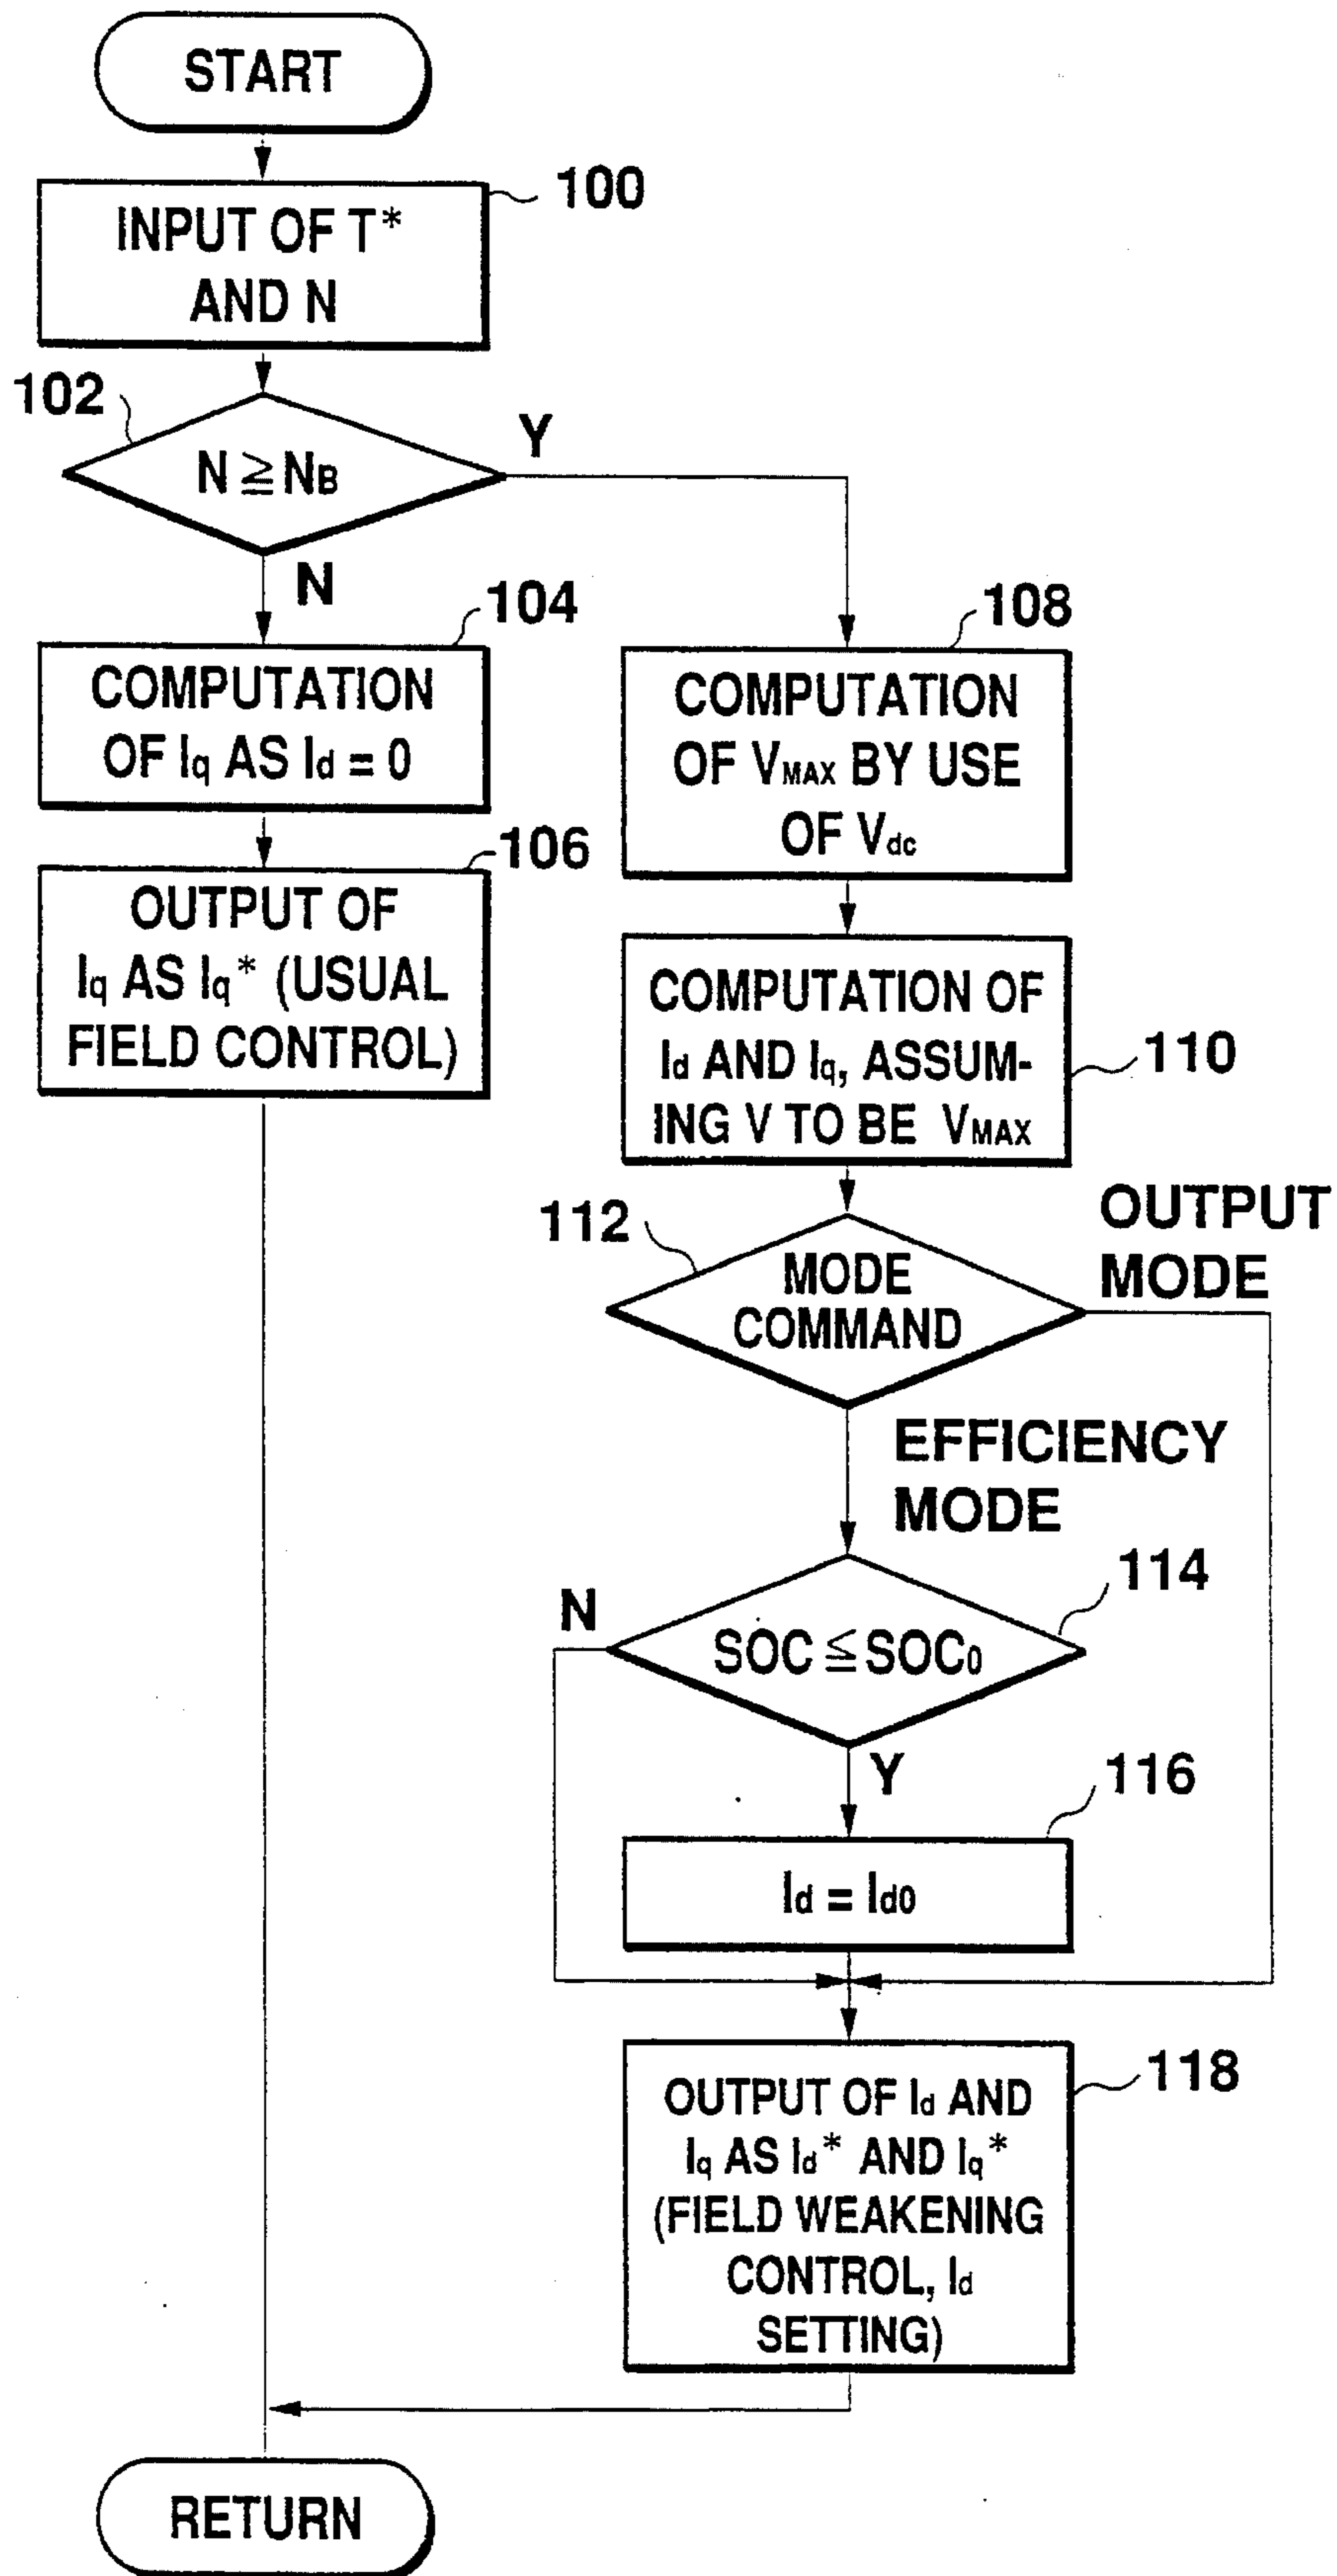 START
100
INPUT OF T*
AND N
102
N ≧ NB
Y
N
104
COMPUTATION
OF Iq AS Id = 0
106
OUTPUT OF
Iq AS Iq* (USUAL
FIELD CONTROL)
108
COMPUTATION
OF VMAX BY USE
OF Vdc
COMPUTATION OF
Id AND Iq, ASSUM-
ING V TO BE VMAX
110
112
MODE
COMMAND
OUTPUT
MODE
EFFICIENCY
MODE
114
N
SOC ≦ SOC0
Y
116
Id = Id0
118
OUTPUT OF Id AND
Iq AS Id* AND Iq*
(FIELD WEAKENING
CONTROL, Id
SETTING)
RETURN